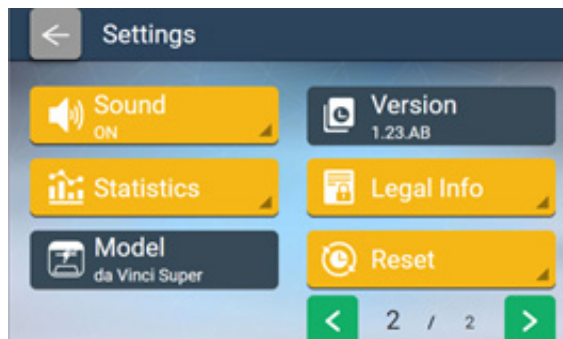 Settings
Sound
ON
Version
1.23.AB
Statistics
Legal Info
Model
da Vinci Super
Reset
2 / 2